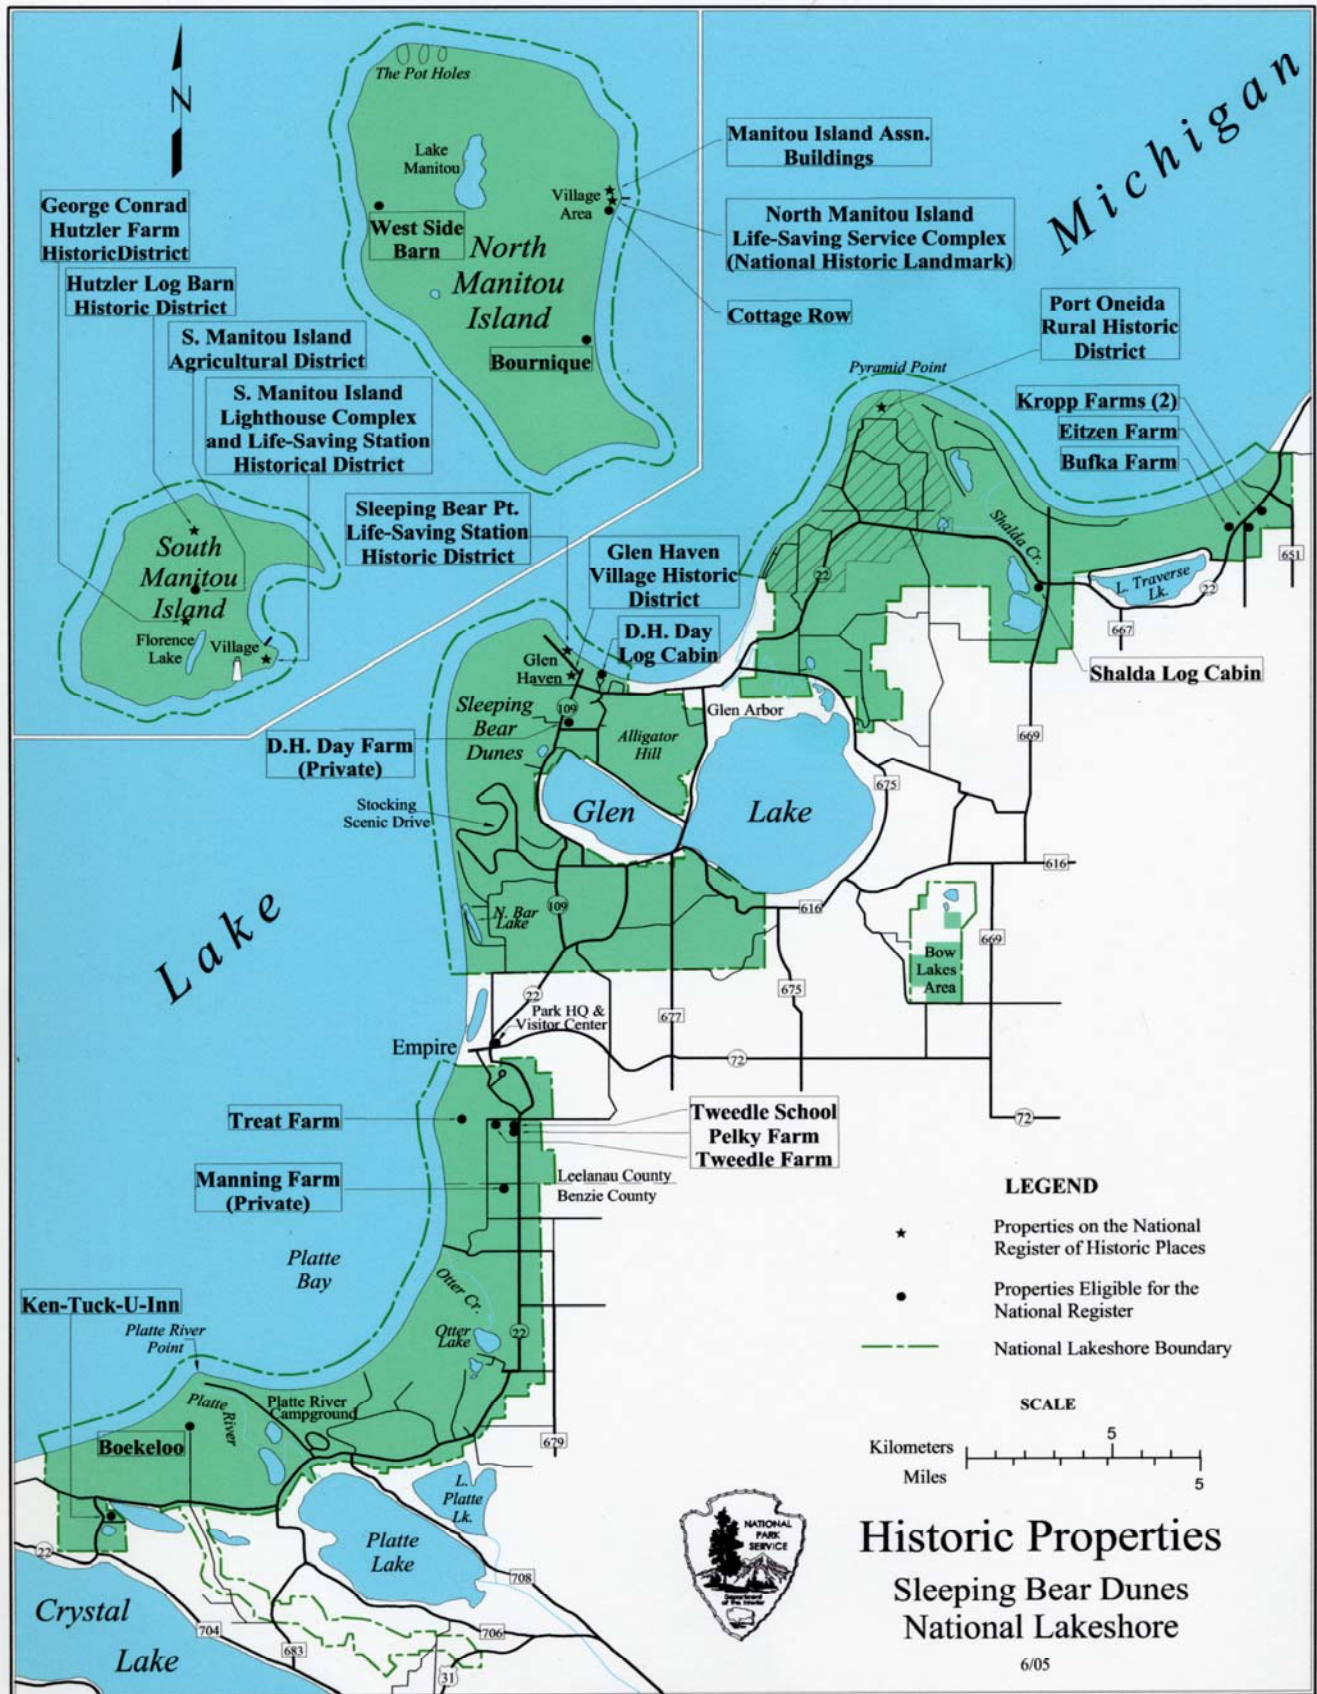 The Pot Holes
N
Lake
Manitou
Village
Area
Manitou Island Assn.
Buildings
North Manitou Island
Life-Saving Service Complex
(National Historic Landmark)
Cottage Row
West Side
Barn
North
Manitou
Island
Bournique
George Conrad
Hutzler Farm
HistoricDistrict
Hutzler Log Barn
Historic District
S. Manitou Island
Agricultural District
S. Manitou Island
Lighthouse Complex
and Life-Saving Station
Historical District
South
Manitou
Island
Florence
Lake
Village
Michigan
Port Oneida
Rural Historic
District
Pyramid Point
Kropp Farms (2)
Eitzen Farm
Bufka Farm
Shalda Cr.
22
L. Traverse
Lk.
22
651
667
Shalda Log Cabin
Sleeping Bear Pt.
Life-Saving Station
Historic District
Glen Haven
Village Historic
District
D.H. Day
Log Cabin
Glen
Haven
Sleeping
Bear
Dunes
109
Alligator
Hill
Glen Arbor
D.H. Day Farm
(Private)
Stocking
Scenic Drive
Glen
Lake
669
675
616
N. Bar
Lake
109
616
669
Bow
Lakes
Area
675
677
22
Park HQ &
Visitor Center
Empire
72
72
Lake
Treat Farm
Tweedle School
Pelky Farm
Tweedle Farm
Manning Farm
(Private)
Leelanau County
Benzie County
Platte
Bay
Otter Cr.
Otter
Lake
22
Ken-Tuck-U-Inn
Platte River
Point
Platte
River
Platte River
Campground
Boekeloo
679
L.
Platte
Lk.
Platte
Lake
22
Crystal
Lake
704
683
708
706
31
LEGEND
Properties on the National
Register of Historic Places
Properties Eligible for the
National Register
National Lakeshore Boundary
SCALE
5
Kilometers
Miles
5
NATIONAL
PARK
SERVICE
Department
of the Interior
Historic Properties
Sleeping Bear Dunes
National Lakeshore
6/05